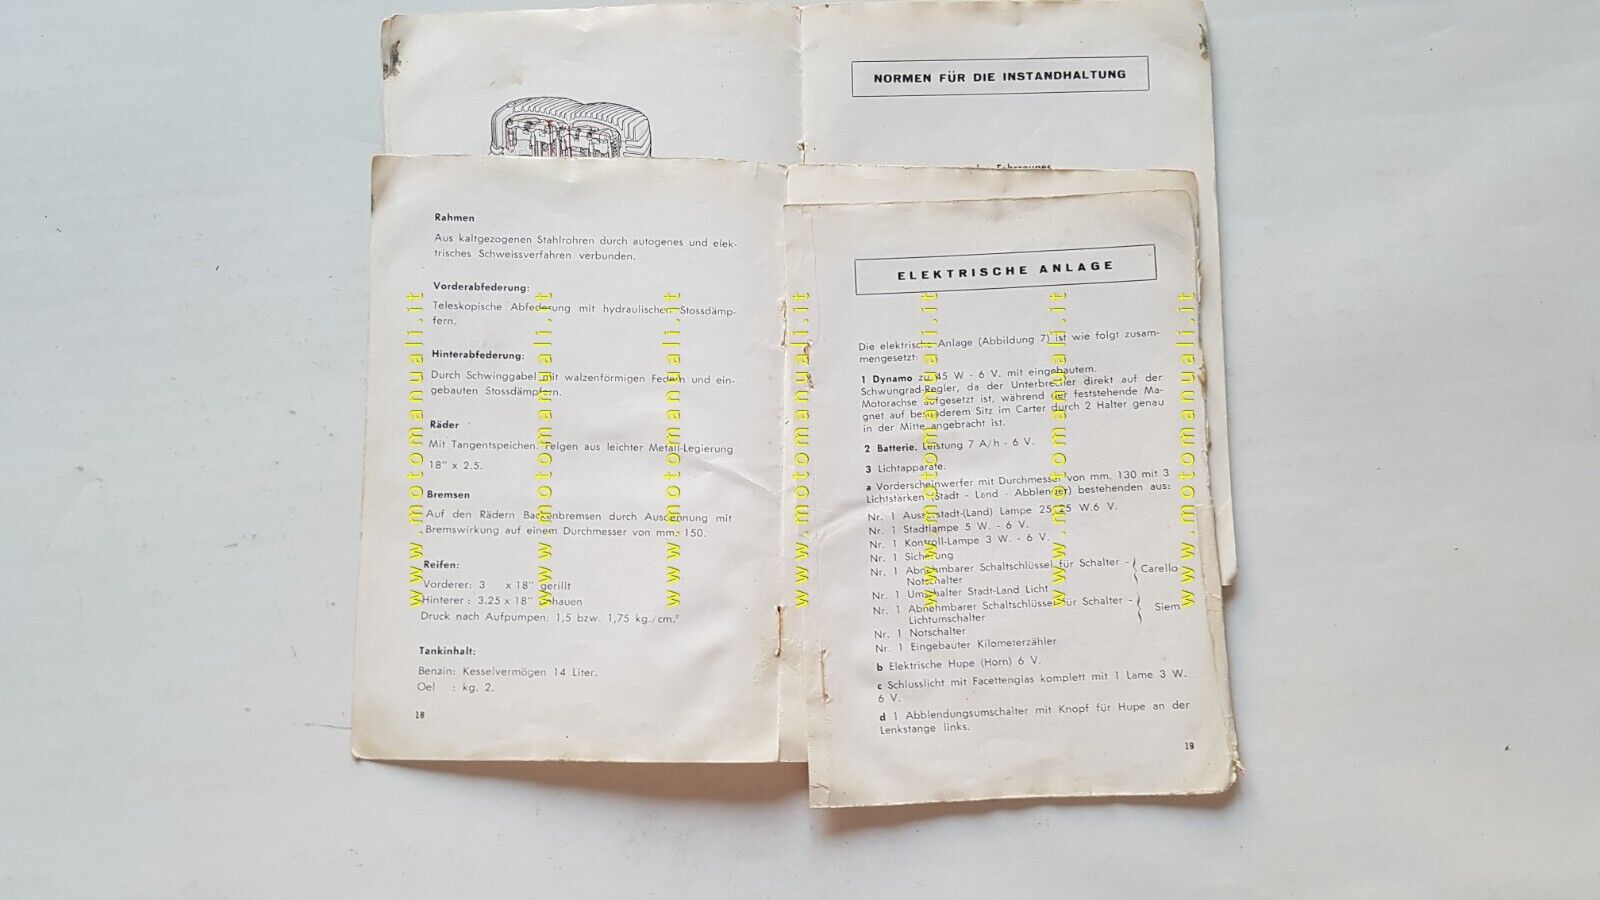 NORMEN FÜR DIE INSTANDHALTUNG
Fahrzeuges
Rahmen
Aus kaltgezogenen Stahlrohren durch autogenes und elek-
trisches Schweissverfahren verbunden.
Vorderabfederung:
Teleskopische Abfederung mit hydraulischen Stossdämp-
fern.
Hinterabfederung:
Durch Schwinggabel mit walzenförmigen Federn und ein-
gebauten Stossdämpfern.
Räder
Mit Tangentspeichen. Felgen aus leichter Metall-Legierung
18" x 2.5.
Bremsen
Auf den Rädern Backenbremsen durch Ausdennung mit
Bremswirkung auf einem Durchmesser von mm. 150.
Reifen:
Vorderer: 3 x 18" gerillt
Hinterer : 3.25 x 18"
Druck nach Aufpumpen: 1,5 bzw. 1,75 kg./cm.²
Tankinhalt:
Benzin: Kesselvermögen 14 Liter.
Oel : kg. 2.
18
ELEKTRISCHE ANLAGE
Die elektrische Anlage (Abbildung 7) ist wie folgt zusam-
mengesetzt:
1 Dynamo zu 45 W - 6 V. mit eingebautem.
Schwungrad-Regler, da der Unterbrecher direkt auf der
Motorachse aufgesetzt ist, während der feststehende Ma-
gnet auf besonderem Sitz im Carter durch 2 Halter genau
in der Mitte angebracht ist.
2 Batterie. Leistung 7 A/h - 6 V.
3 Lichtapparate.
a Vorderscheinwerfer mit Durchmesser von mm. 130 mit 3
Lichtstärken (Stadt - Land - Abblender) bestehenden aus:
Nr. 1 Ausserstadt-(Land) Lampe 25/25 W.6 V.
Nr. 1 Stadtlampe 5 W. - 6 V.
Nr. 1 Kontroll-Lampe 3 W. - 6 V.
Nr. 1 Sicherung
Nr. 1 Abnehmbarer Schaltschlüssel für Schalter - Carello
Notschalter
Nr. 1 Umschalter Stadt-Land Licht
Nr. 1 Abnehmbarer Schaltschlüssel für Schalter - Siem
Lichtumschalter
Nr. 1 Notschalter
Nr. 1 Eingebauter Kilometerzähler
b Elektrische Hupe (Horn) 6 V.
c Schlusslicht mit Facettenglas komplett mit 1 Lame 3 W.
6 V.
d 1 Abblendungsumschalter mit Knopf für Hupe an der
Lenkstange links.
19
www.motomanuali.it
www.motomanuali.it
www.motomanuali.it
www.motomanuali.it
www.motomanuali.it
www.motomanuali.it
www.motomanuali.it